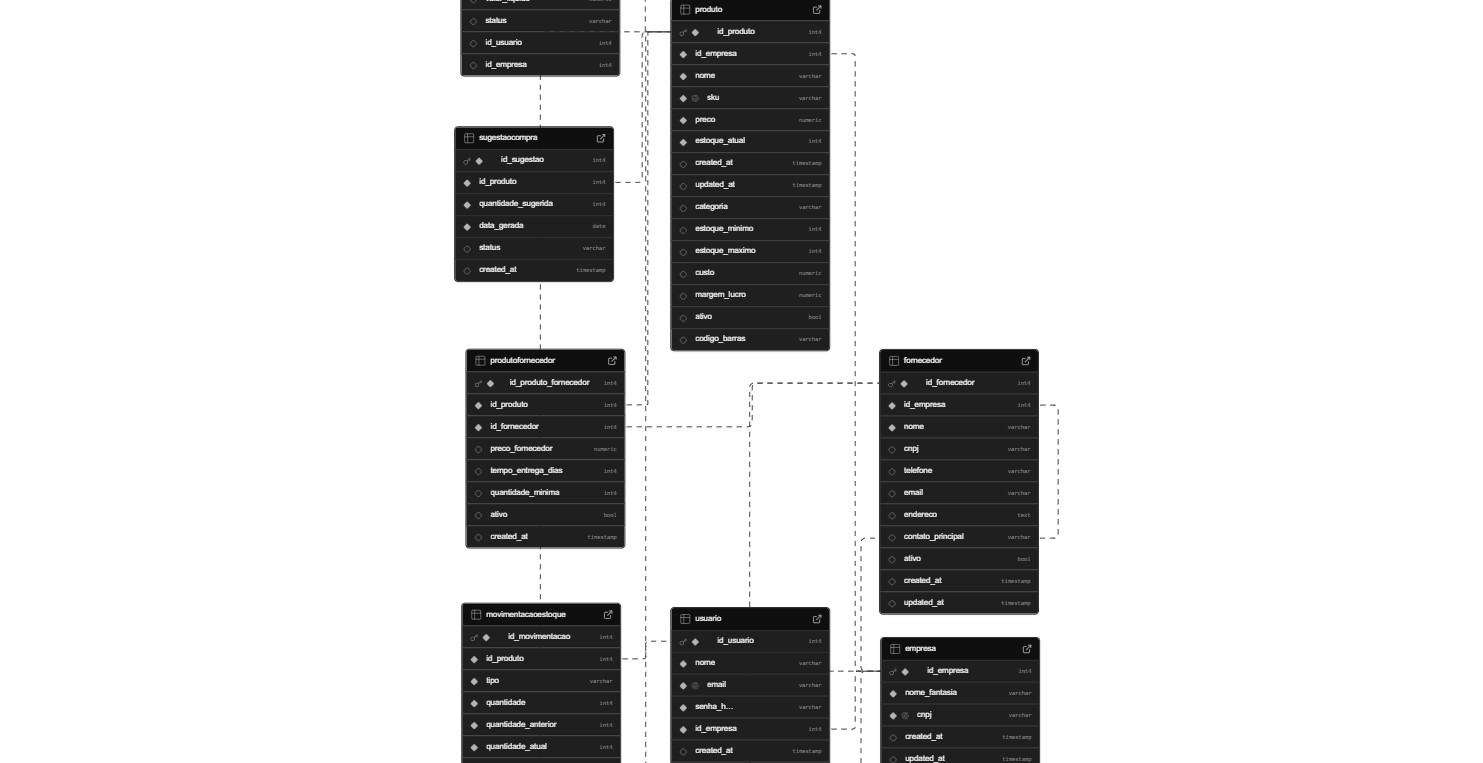 status varchar
id_usuario int4
id_empresa int4
sugestaocompra
id_sugestao int4
id_produto int4
quantidade_sugerida int4
data_gerada date
status varchar
created_at timestamp
produtofornecedor
id_produto_fornecedor int4
id_produto int4
id_fornecedor int4
preco_fornecedor numeric
tempo_entrega_dias int4
quantidade_minima int4
ativo bool
created_at timestamp
movimentacaoestoque
id_movimentacao int4
id_produto int4
tipo varchar
quantidade int4
quantidade_anterior int4
quantidade_atual int4
produto
id_produto int4
id_empresa int4
nome varchar
sku varchar
preco numeric
estoque_atual int4
created_at timestamp
updated_at timestamp
categoria varchar
estoque_minimo int4
estoque_maximo int4
custo numeric
margem_lucro numeric
ativo bool
codigo_barras varchar
usuario
id_usuario int4
nome varchar
email varchar
senha_h... varchar
id_empresa int4
created_at timestamp
fornecedor
id_fornecedor int4
id_empresa int4
nome varchar
cnpj varchar
telefone varchar
email varchar
endereco text
contato_principal varchar
ativo bool
created_at timestamp
updated_at timestamp
empresa
id_empresa int4
nome_fantasia varchar
cnpj varchar
created_at timestamp
updated_at timestamp